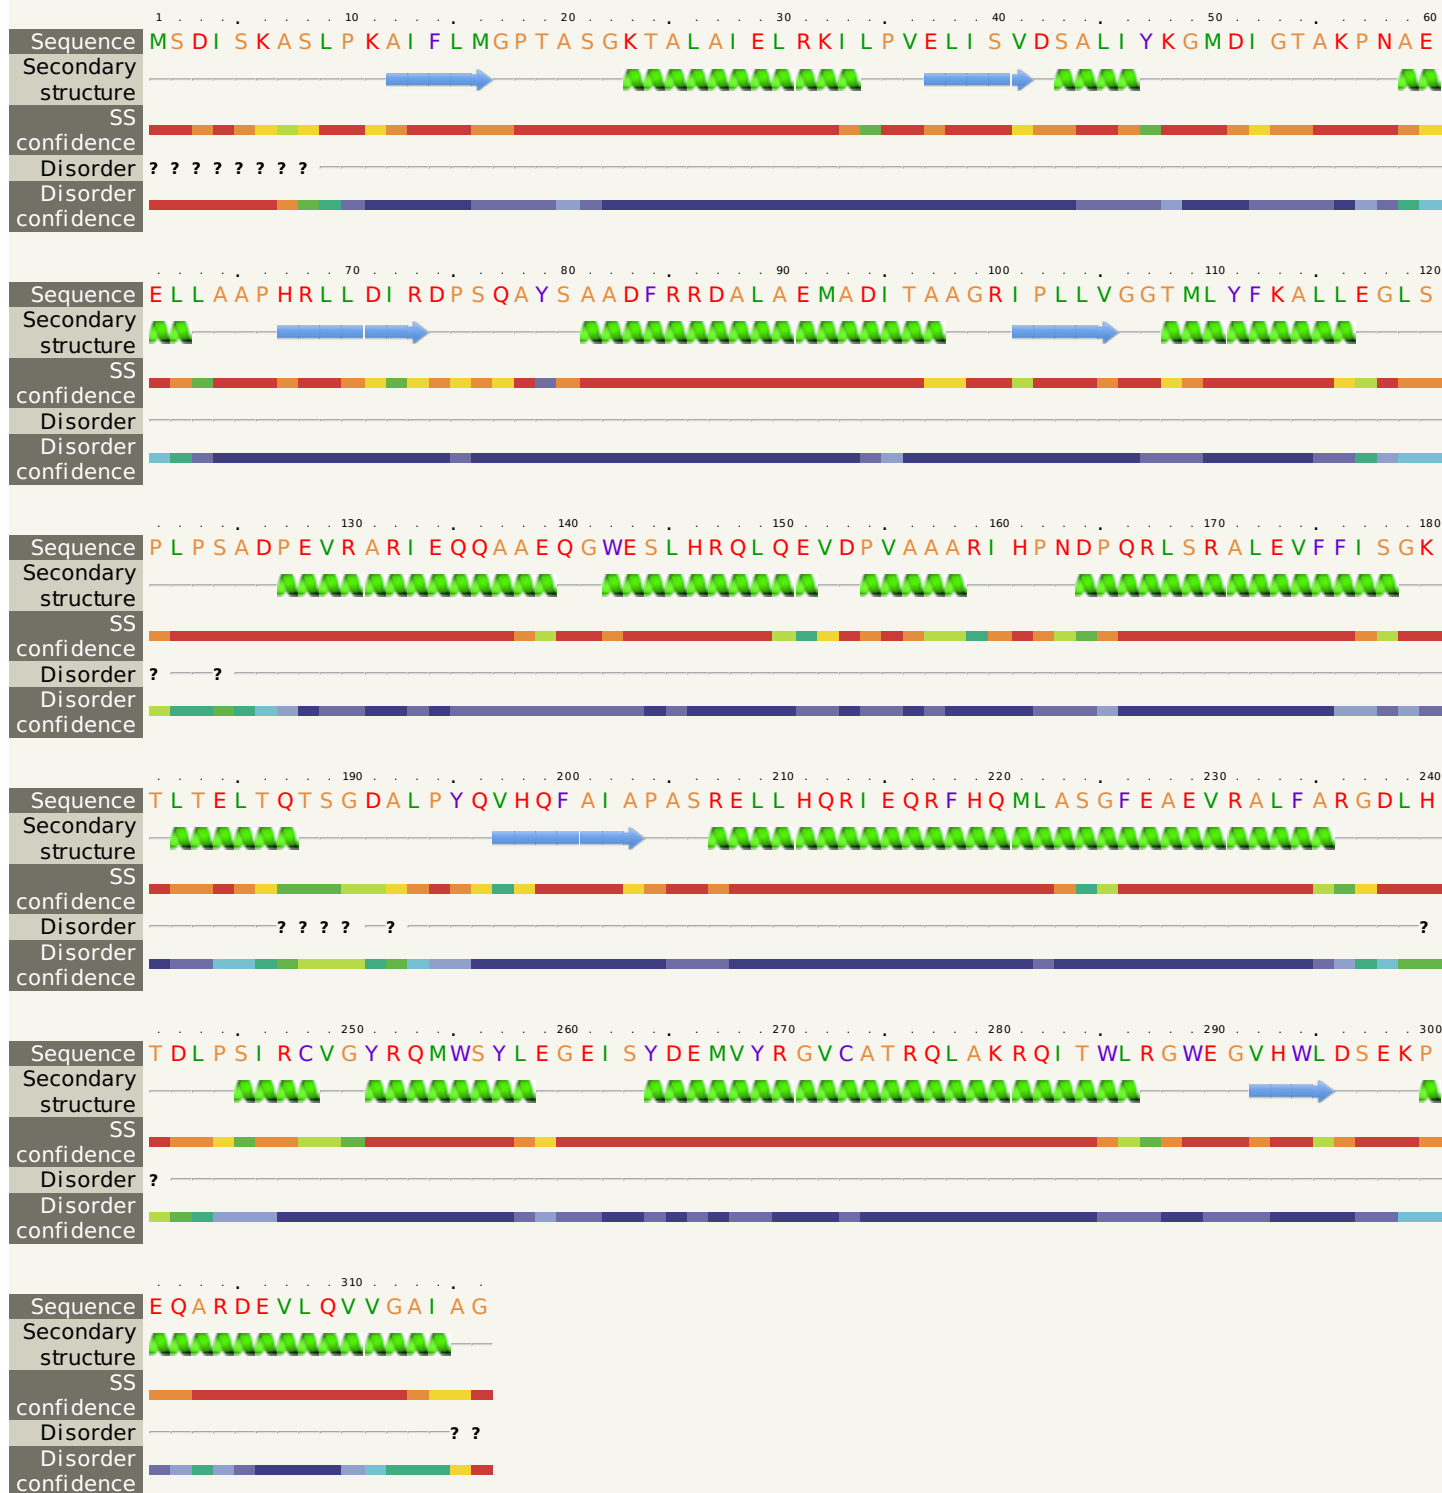 1 10 20 30 40 50 60
Sequence MSDISKASLPKAIFLMGPTASGKTALAIELRKILPVELISVDSALIYKGMDIGTAKPNAE
Secondary
structure
SS
confidence
Disorder ? ? ? ? ? ? ? ?
Disorder
confidence
70 80 90 100 110 120
Sequence ELLAAPHRLLDIRDPSQAYSAADFRRDALAEMADITAAGRIPLLVGGTMLYFKALLEGLS
Secondary
structure
SS
confidence
Disorder
Disorder
confidence
130 140 150 160 170 180
Sequence PLPSADPEVRARIEQQAAEQGWESLHRQLQEVDPVAAARIHPNDPQRLSRALEVFFISGK
Secondary
structure
SS
confidence
Disorder ? ?
Disorder
confidence
190 200 210 220 230 240
Sequence TLTELTQTSGDALPYQVHQFAIAPASRELLHQRIEQRFHQMLASGFEAEVRALFARGDLH
Secondary
structure
SS
confidence
Disorder ? ? ? ? ? ?
Disorder
confidence
250 260 270 280 290 300
Sequence TDLPSIRCVGYRQMWSYLEGEISYDEMVYRGVCATRQLAKRQITWLRGWEGVHWLDSEKP
Secondary
structure
SS
confidence
Disorder ?
Disorder
confidence
310
Sequence EQARDEVLQVVGAIAG
Secondary
structure
SS
confidence
Disorder ? ?
Disorder
confidence